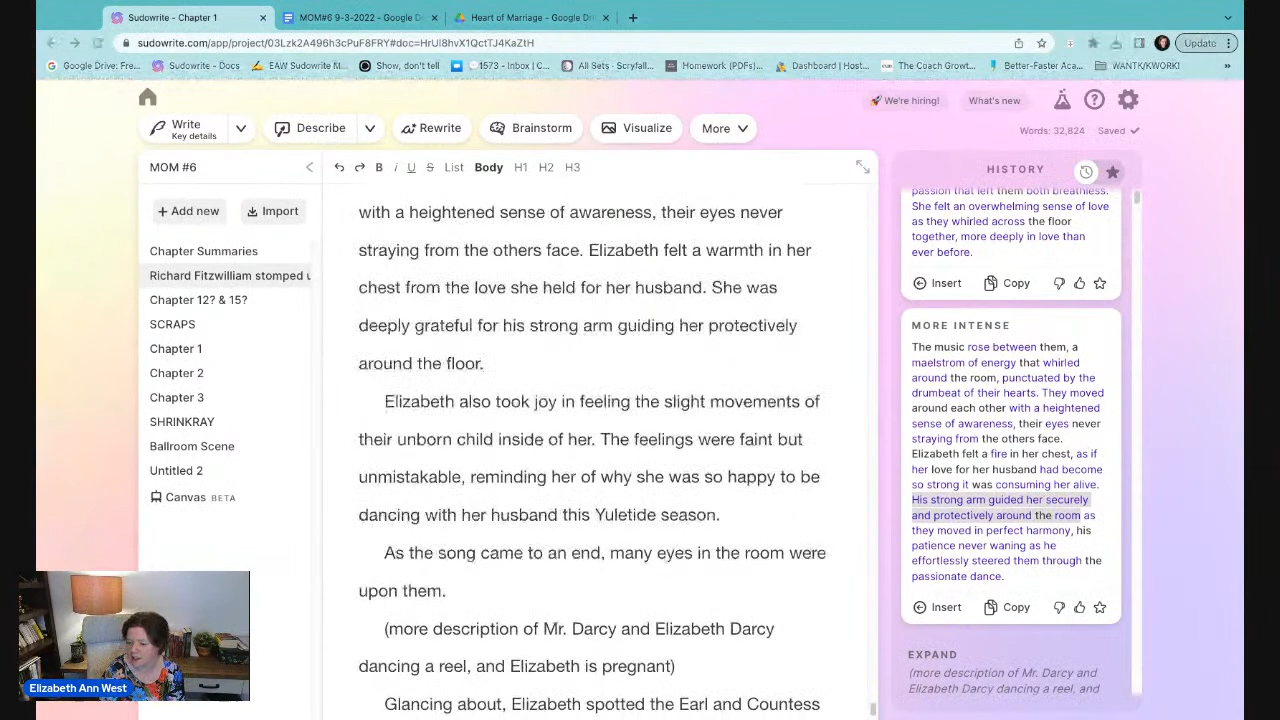 Sudowrite - Chapter 1
MOM#6 9-3-2022 - Google D
Heart of Marriage - Google Dri
sudowrite.com/app/project/03Lzk2A496h3cPuF8FRY#doc=HrUl8hvX1QctTJ4KaZtH
Update
Google Drive: Fre...
Sudowrite - Docs
EAW Sudowrite M...
Show, don't tell
1573 - Inbox | C...
All Sets - Scryfall...
Homework (PDFs)...
Dashboard | Host...
The Coach Growt...
Better-Faster Aca...
WANTK/KWORKI
We're hiring!
What's new
Write
Key details
Describe
Rewrite
Brainstorm
Visualize
More
Words: 32,824
Saved
MOM #6
Add new
Import
Chapter Summaries
Richard Fitzwilliam stomped u
Chapter 12? & 15?
SCRAPS
Chapter 1
Chapter 2
Chapter 3
SHRINKRAY
Ballroom Scene
Untitled 2
Canvas BETA
B i U S List Body H1 H2 H3
with a heightened sense of awareness, their eyes never
straying from the others face. Elizabeth felt a warmth in her
chest from the love she held for her husband. She was
deeply grateful for his strong arm guiding her protectively
around the floor.
Elizabeth also took joy in feeling the slight movements of
their unborn child inside of her. The feelings were faint but
unmistakable, reminding her of why she was so happy to be
dancing with her husband this Yuletide season.
As the song came to an end, many eyes in the room were
upon them.
(more description of Mr. Darcy and Elizabeth Darcy
dancing a reel, and Elizabeth is pregnant)
Glancing about, Elizabeth spotted the Earl and Countess
HISTORY
passion that left them both breathless.
She felt an overwhelming sense of love
as they whirled across the floor
together, more deeply in love than
ever before.
Insert
Copy
MORE INTENSE
The music rose between them, a
maelstrom of energy that whirled
around the room, punctuated by the
drumbeat of their hearts. They moved
around each other with a heightened
sense of awareness, their eyes never
straying from the others face.
Elizabeth felt a fire in her chest, as if
her love for her husband had become
so strong it was consuming her alive.
His strong arm guided her securely
and protectively around the room as
they moved in perfect harmony, his
patience never waning as he
effortlessly steered them through the
passionate dance.
Insert
Copy
EXPAND
(more description of Mr. Darcy and
Elizabeth Darcy dancing a reel, and
Elizabeth Ann West